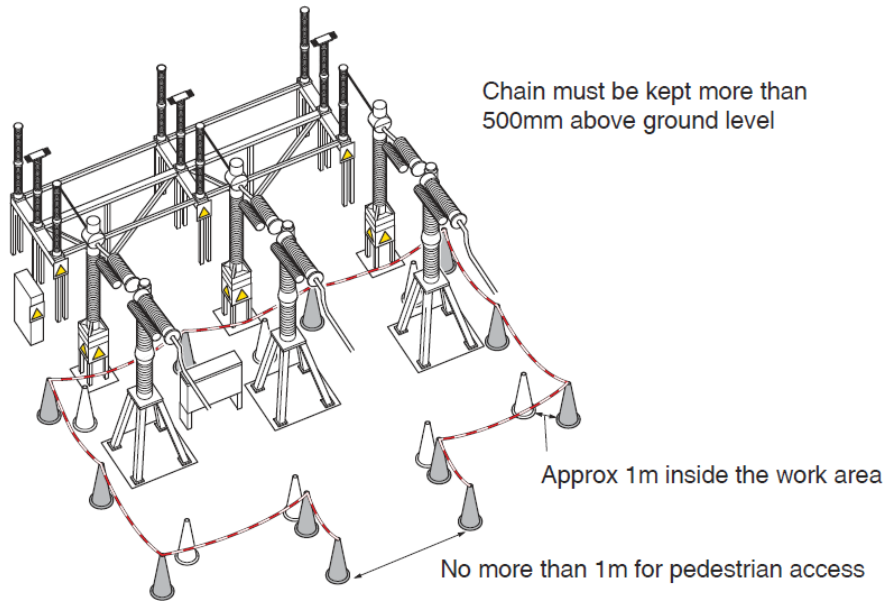 Chain must be kept more than
500mm above ground level
Approx 1m inside the work area
No more than 1m for pedestrian access